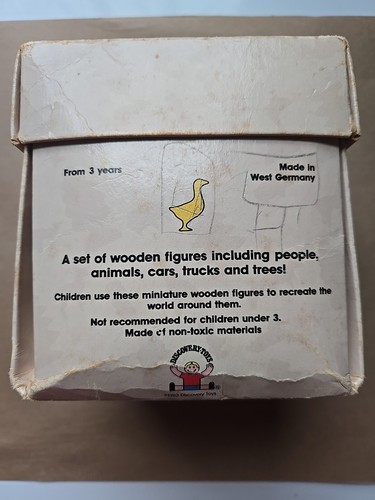 From 3 years
Made in
West Germany
A set of wooden figures including people,
animals, cars, trucks and trees!
Children use these miniature wooden figures to recreate the
world around them.
Not recommended for children under 3.
Made of non-toxic materials
DISCOVERY TOYS
Discovery Toys